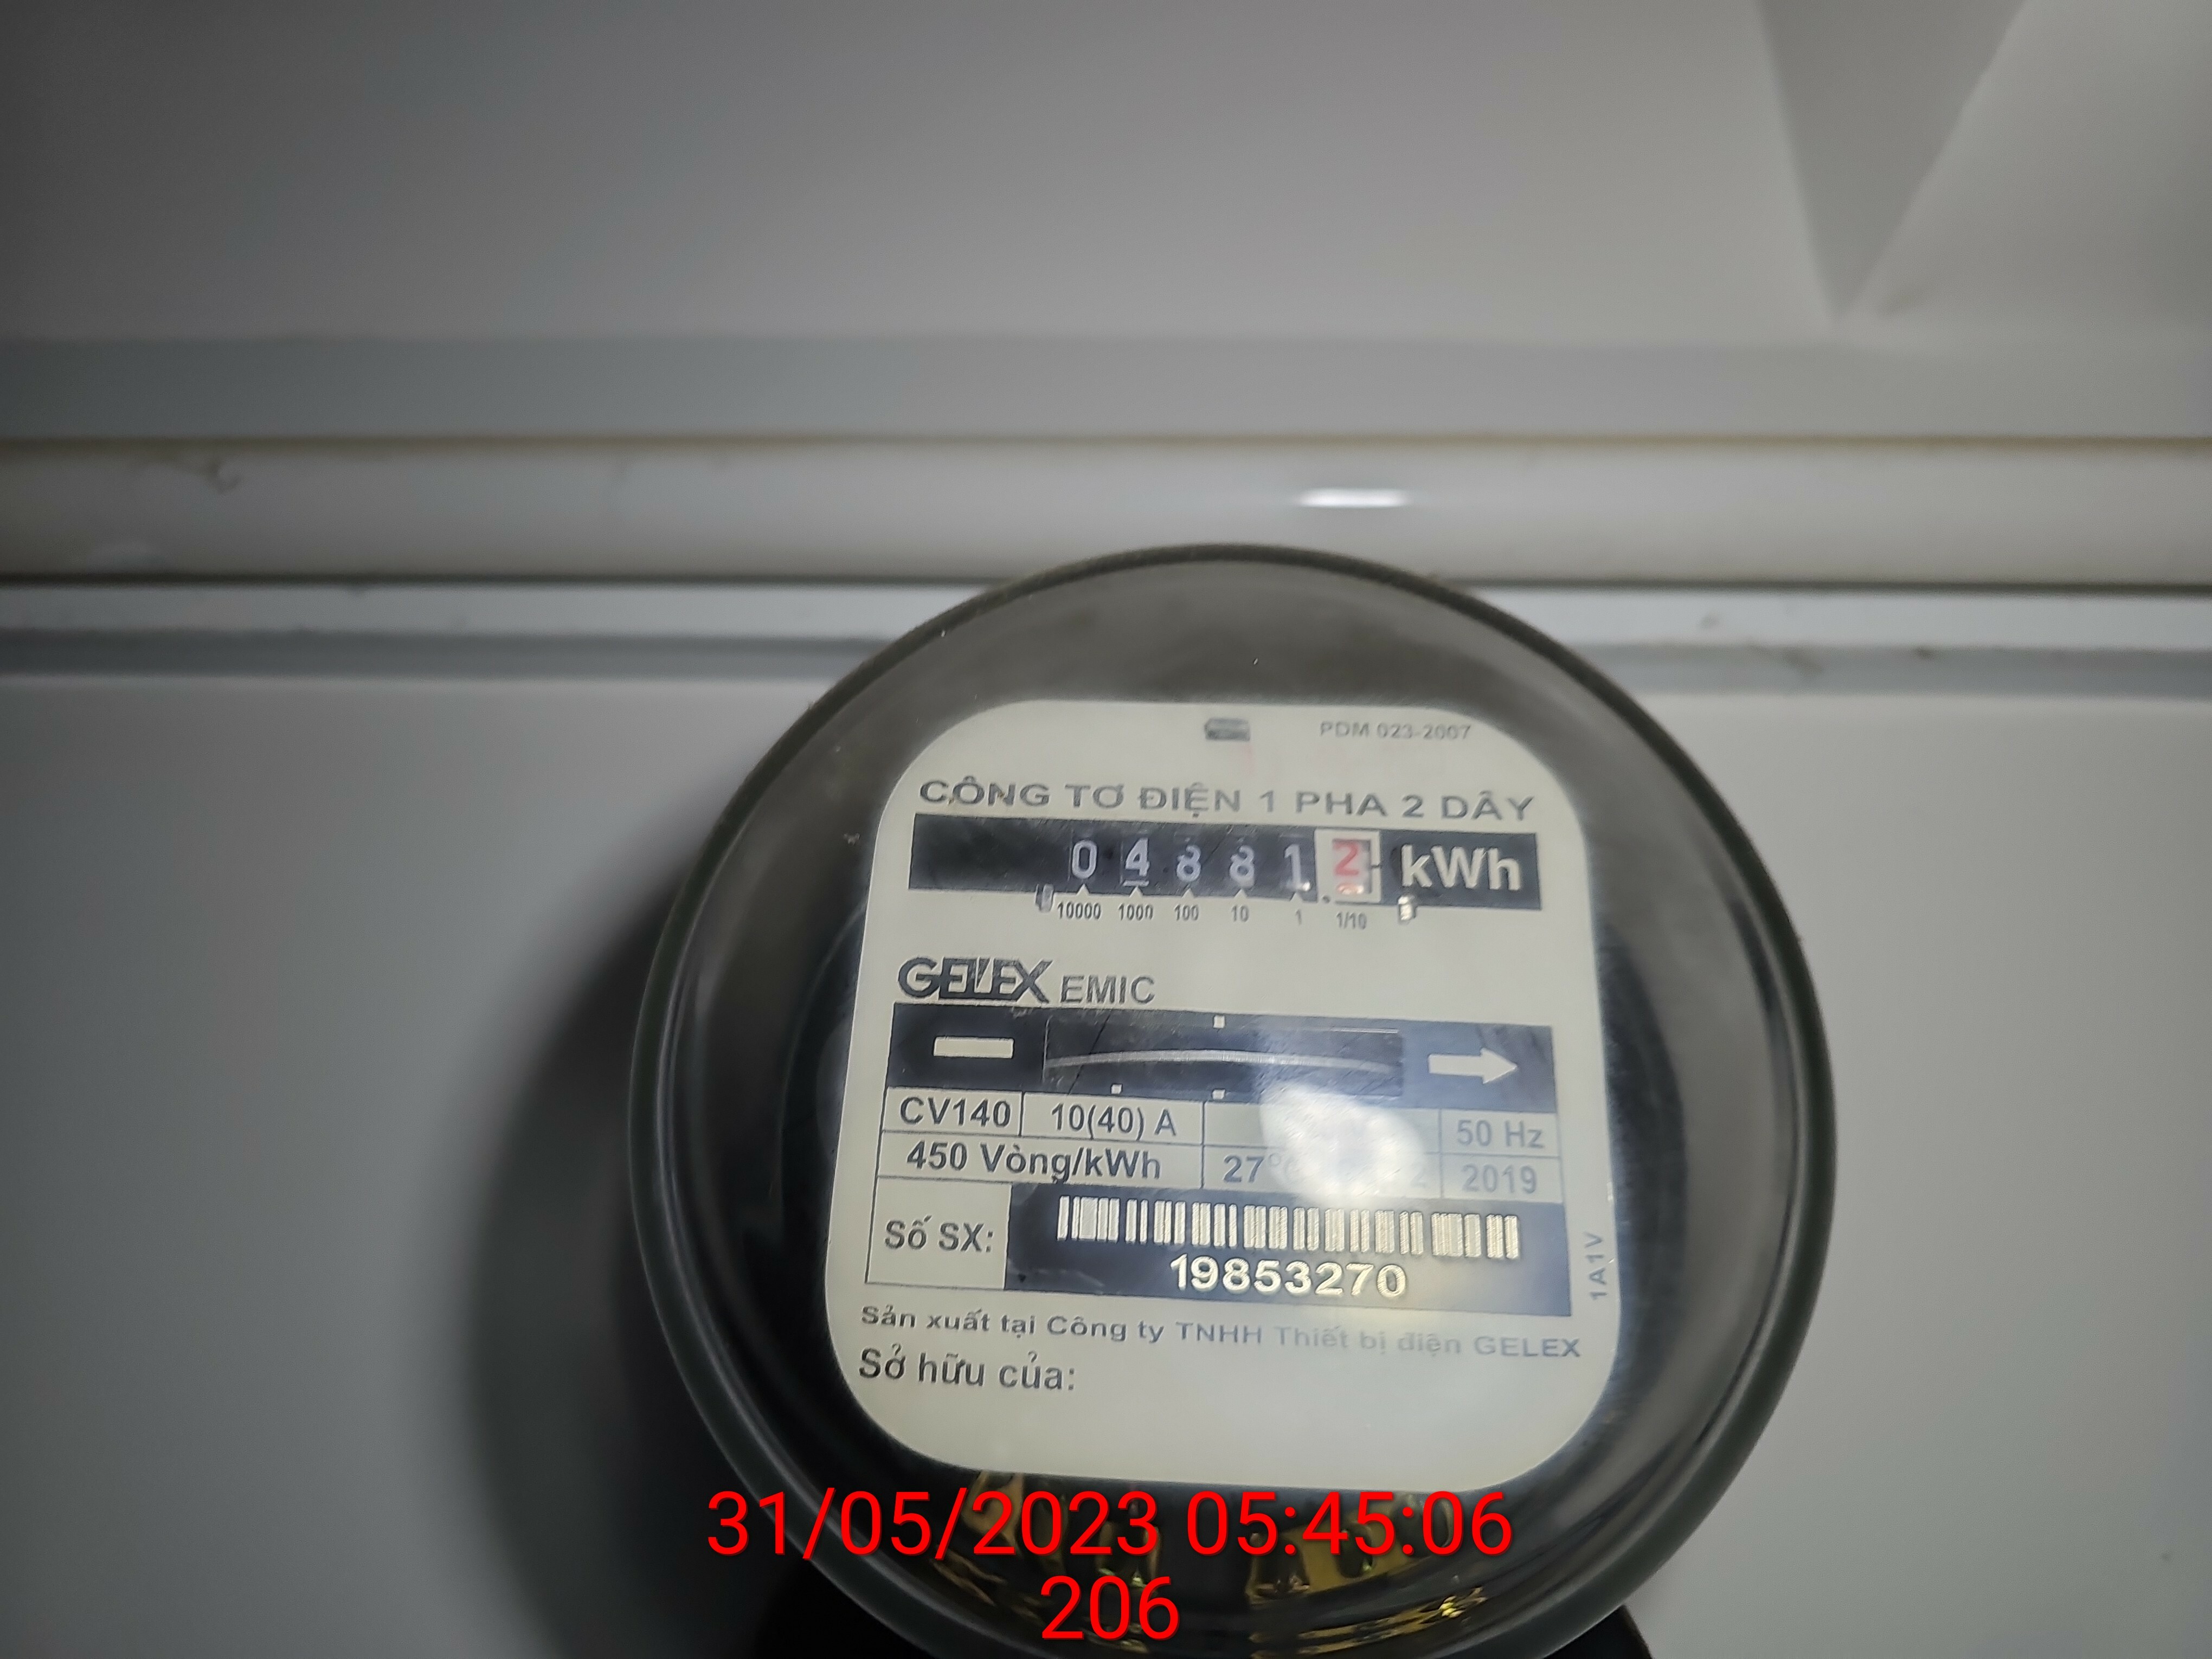 PDM 023-2007
CÔNG TƠ ĐIỆN 1 PHA 2 DÂY
0 4 8 8 1 2 kWh
10000 1000 100 10 1 1/10
GELEX EMIC
CV140 10(40) A 50 Hz
450 Vòng/kWh 27° 2 2019
Số SX: 19853270
1A1V
Sản xuất tại Công ty TNHH Thiết bị điện GELEX
Sở hữu của:
31/05/2023 05:45:06
206